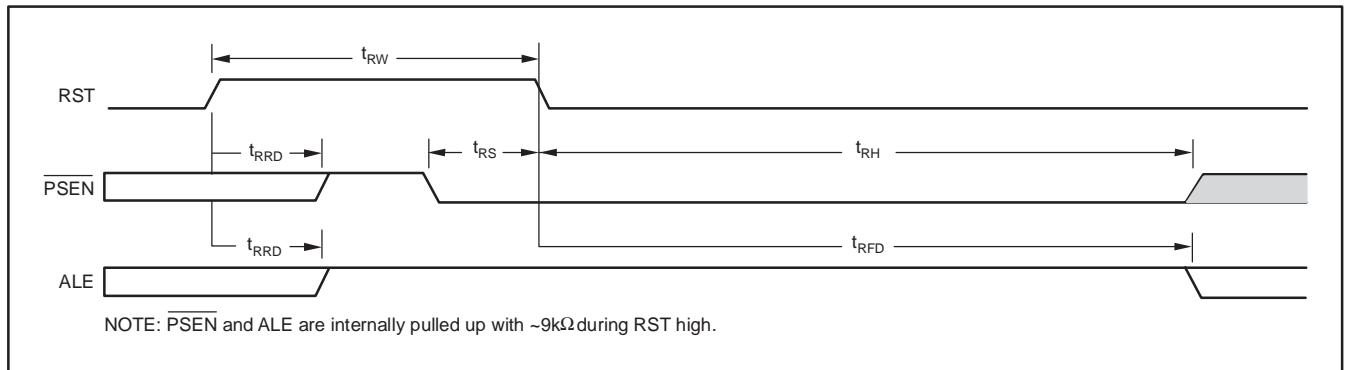 tRW
RST
tRRD
tRS
tRH
PSEN
tRRD
tRFD
ALE
NOTE: PSEN and ALE are internally pulled up with ~9kΩ during RST high.